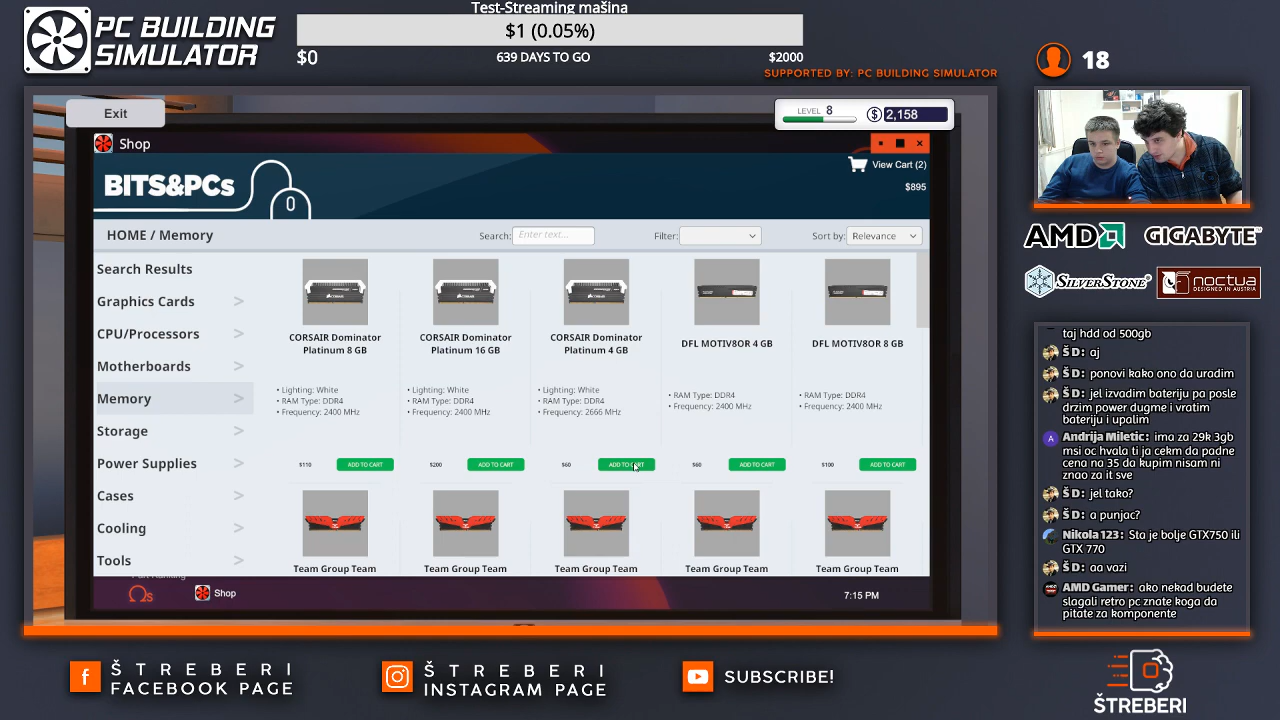 Test-Streaming mašina
PC BUILDING
SIMULATOR
$1 (0.05%)
$0
639 DAYS TO GO
$2000
SUPPORTED BY: PC BUILDING SIMULATOR
18
Exit
LEVEL 8
$ 2,158
Shop
BITS&PCs
View Cart (2)
$895
HOME / Memory
Search: Enter text...
Filter:
Sort by: Relevance
Search Results
Graphics Cards >
CPU/Processors >
Motherboards >
Memory >
Storage >
Power Supplies >
Cases >
Cooling >
Tools >
CORSAIR Dominator
Platinum 8 GB
• Lighting: White
• RAM Type: DDR4
• Frequency: 2400 MHz
$110 ADD TO CART
CORSAIR Dominator
Platinum 16 GB
• Lighting: White
• RAM Type: DDR4
• Frequency: 2400 MHz
$200 ADD TO CART
CORSAIR Dominator
Platinum 4 GB
• Lighting: White
• RAM Type: DDR4
• Frequency: 2666 MHz
$60 ADD TO CART
DFL MOTIV8OR 4 GB
• RAM Type: DDR4
• Frequency: 2400 MHz
$60 ADD TO CART
DFL MOTIV8OR 8 GB
• RAM Type: DDR4
• Frequency: 2400 MHz
$100 ADD TO CART
Team Group Team
Team Group Team
Team Group Team
Team Group Team
Team Group Team
Ωs
Shop
7:15 PM
AMD
GIGABYTE™
SILVERSTONE
noctua
DESIGNED IN AUSTRIA
taj hdd od 500gb
Š D: aj
Š D: ponovi kako ono da uradim
Š D: jel izvadim bateriju pa posle
drzim power dugme i vratim
bateriju i upalim
A Andrija Miletic: ima za 29k 3gb
msi oc hvala ti ja cekm da padne
cena na 35 da kupim nisam ni
znao za it sve
Š D: jel tako?
Š D: a punjac?
Nikola 123: Sta je bolje GTX750 ili
GTX 770
Š D: aa vazi
AMD Gamer: ako nekad budete
slagali retro pc znate koga da
pitate za komponente
f ŠTREBERI
FACEBOOK PAGE
ŠTREBERI
INSTAGRAM PAGE
SUBSCRIBE!
ŠTREBERI